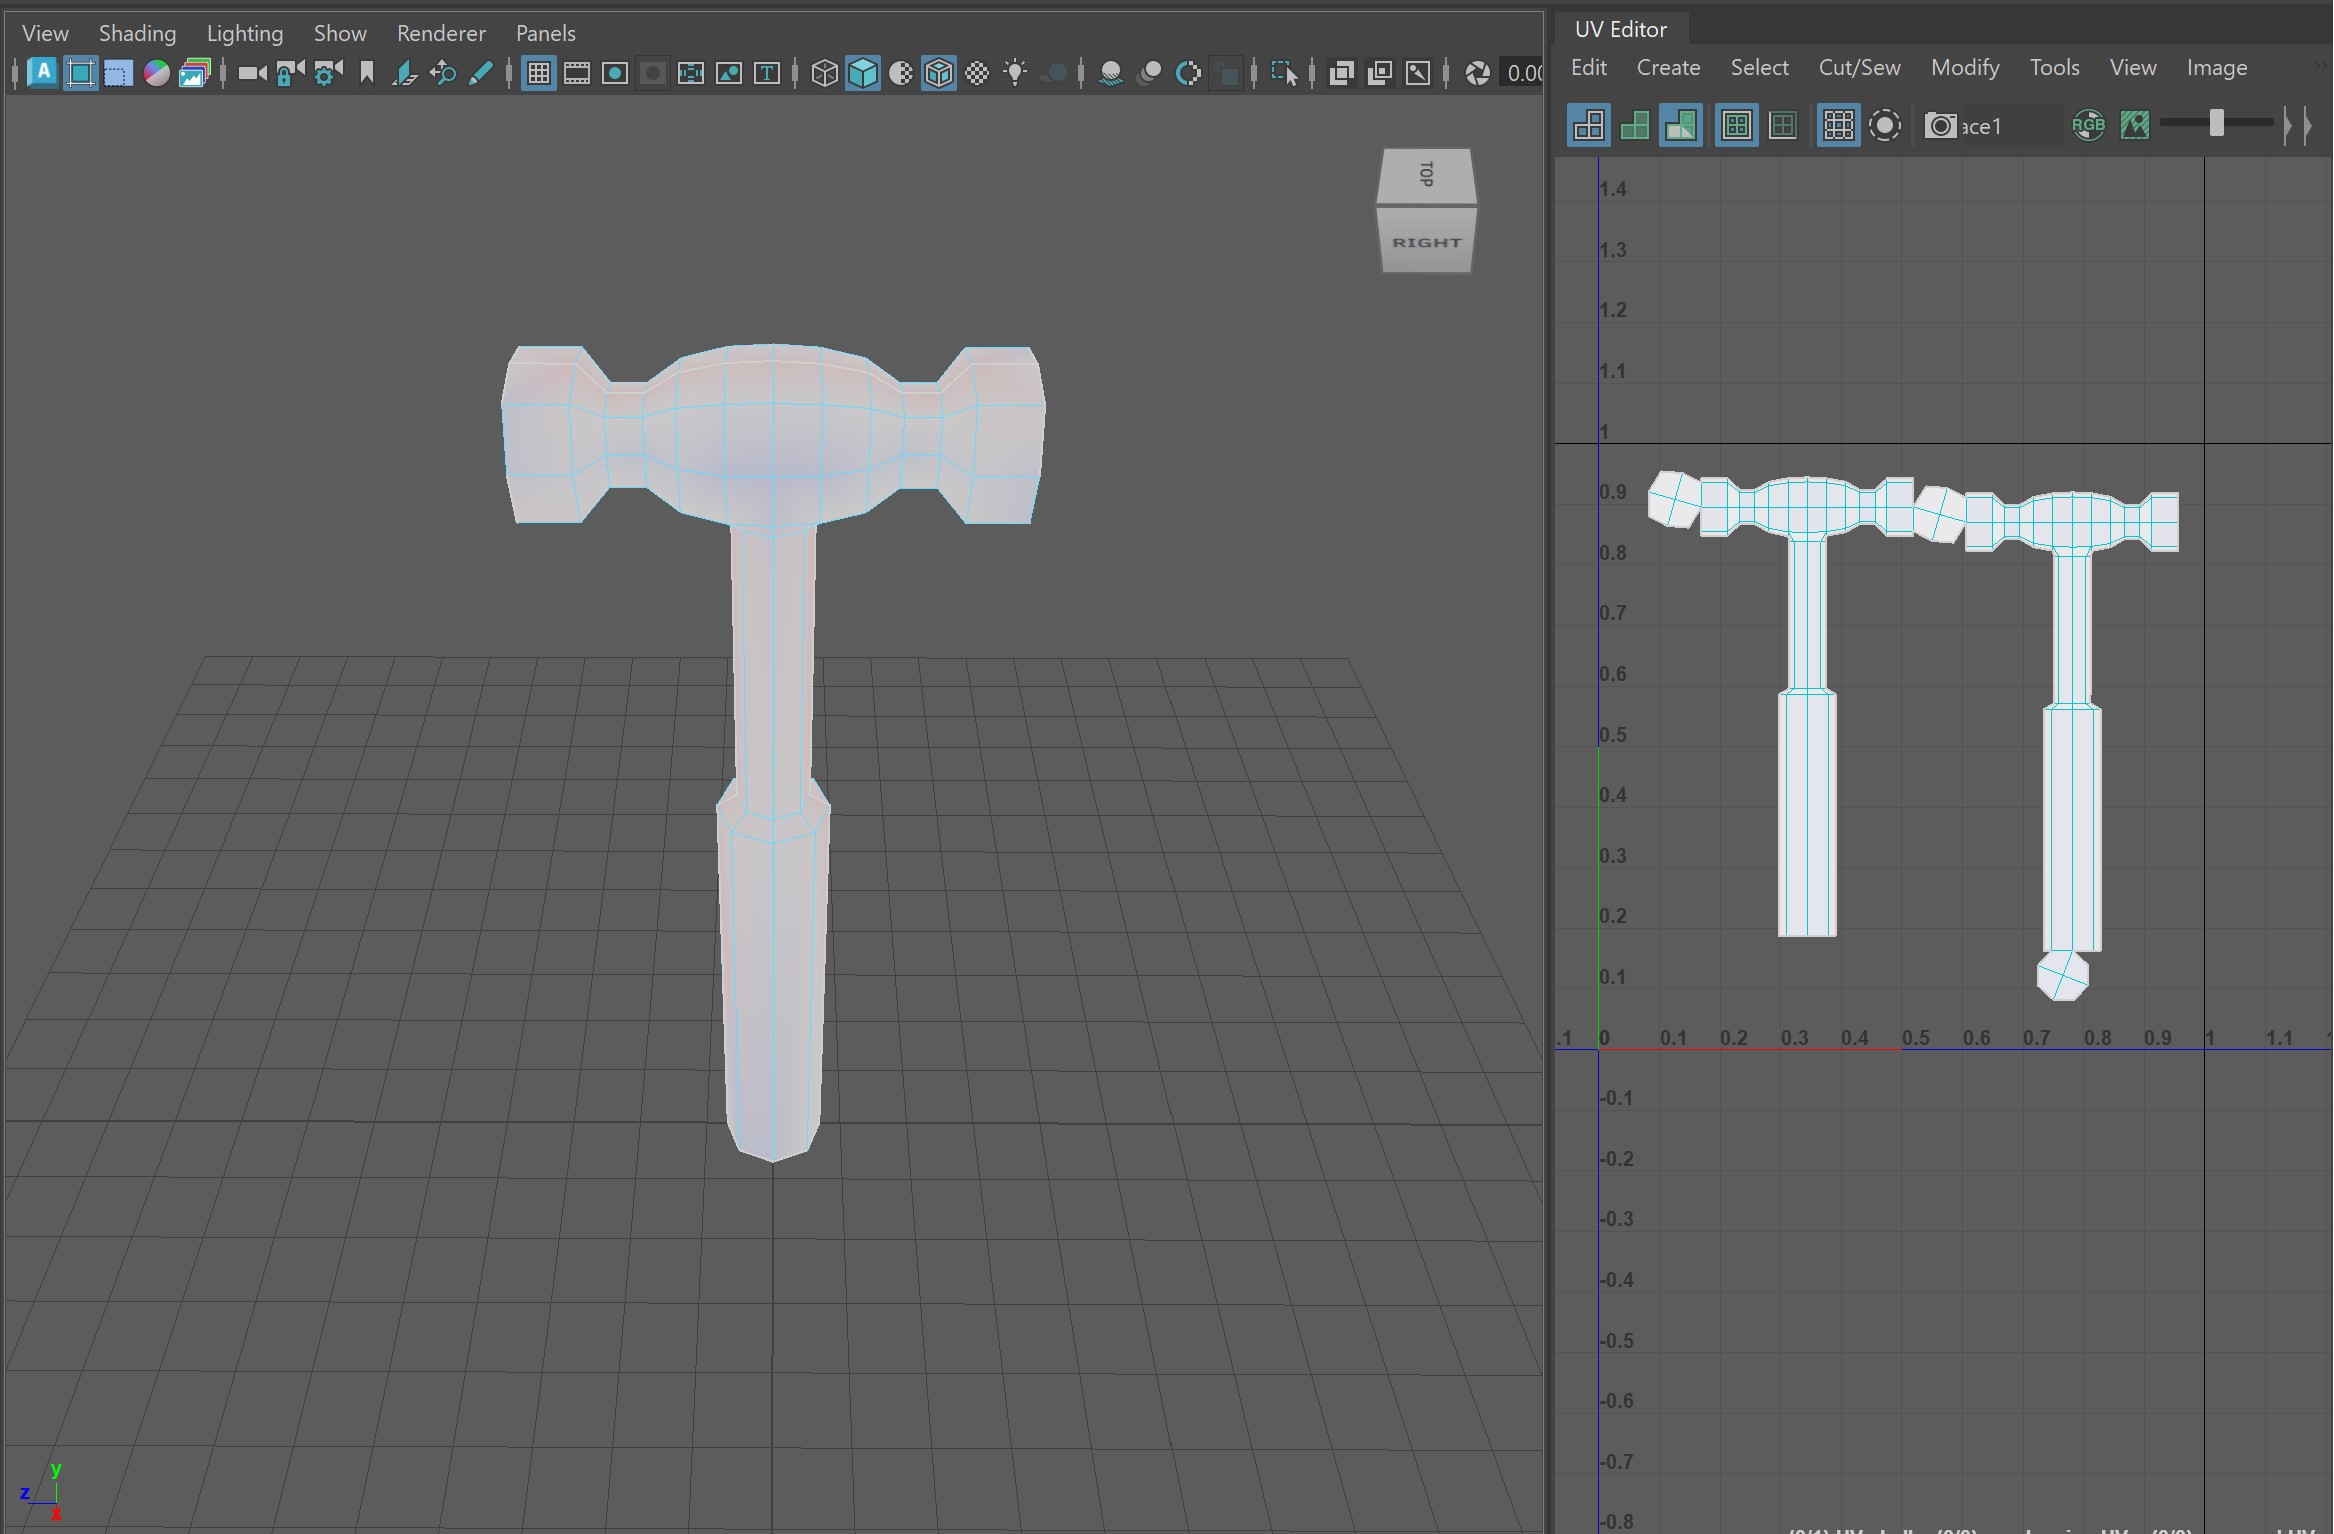 View Shading Lighting Show Renderer Panels
A T 0.00
TOP
RIGHT
y
z
x
UV Editor
Edit Create Select Cut/Sew Modify Tools View Image
ace1 RGB
1.4
1.3
1.2
1.1
1
0.9
0.8
0.7
0.6
0.5
0.4
0.3
0.2
0.1
.1 0 0.1 0.2 0.3 0.4 0.5 0.6 0.7 0.8 0.9 1 1.1
-0.1
-0.2
-0.3
-0.4
-0.5
-0.6
-0.7
-0.8